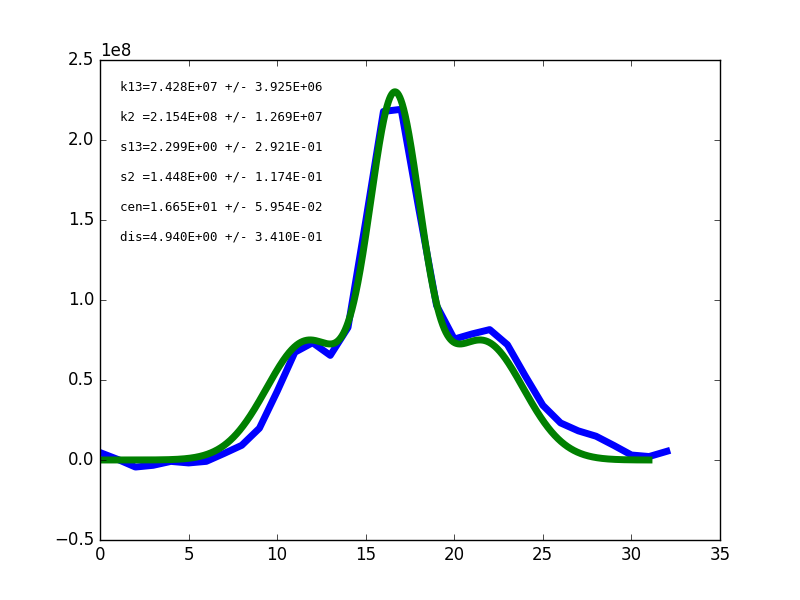 1e8
2.5
k13=7.428E+07 +/- 3.925E+06
k2 =2.154E+08 +/- 1.269E+07
2.0
s13=2.299E+00 +/- 2.921E-01
s2 =1.448E+00 +/- 1.174E-01
1.5
cen=1.665E+01 +/- 5.954E-02
dis=4.940E+00 +/- 3.410E-01
1.0
0.5
0.0
−0.5
0 5 10 15 20 25 30 35